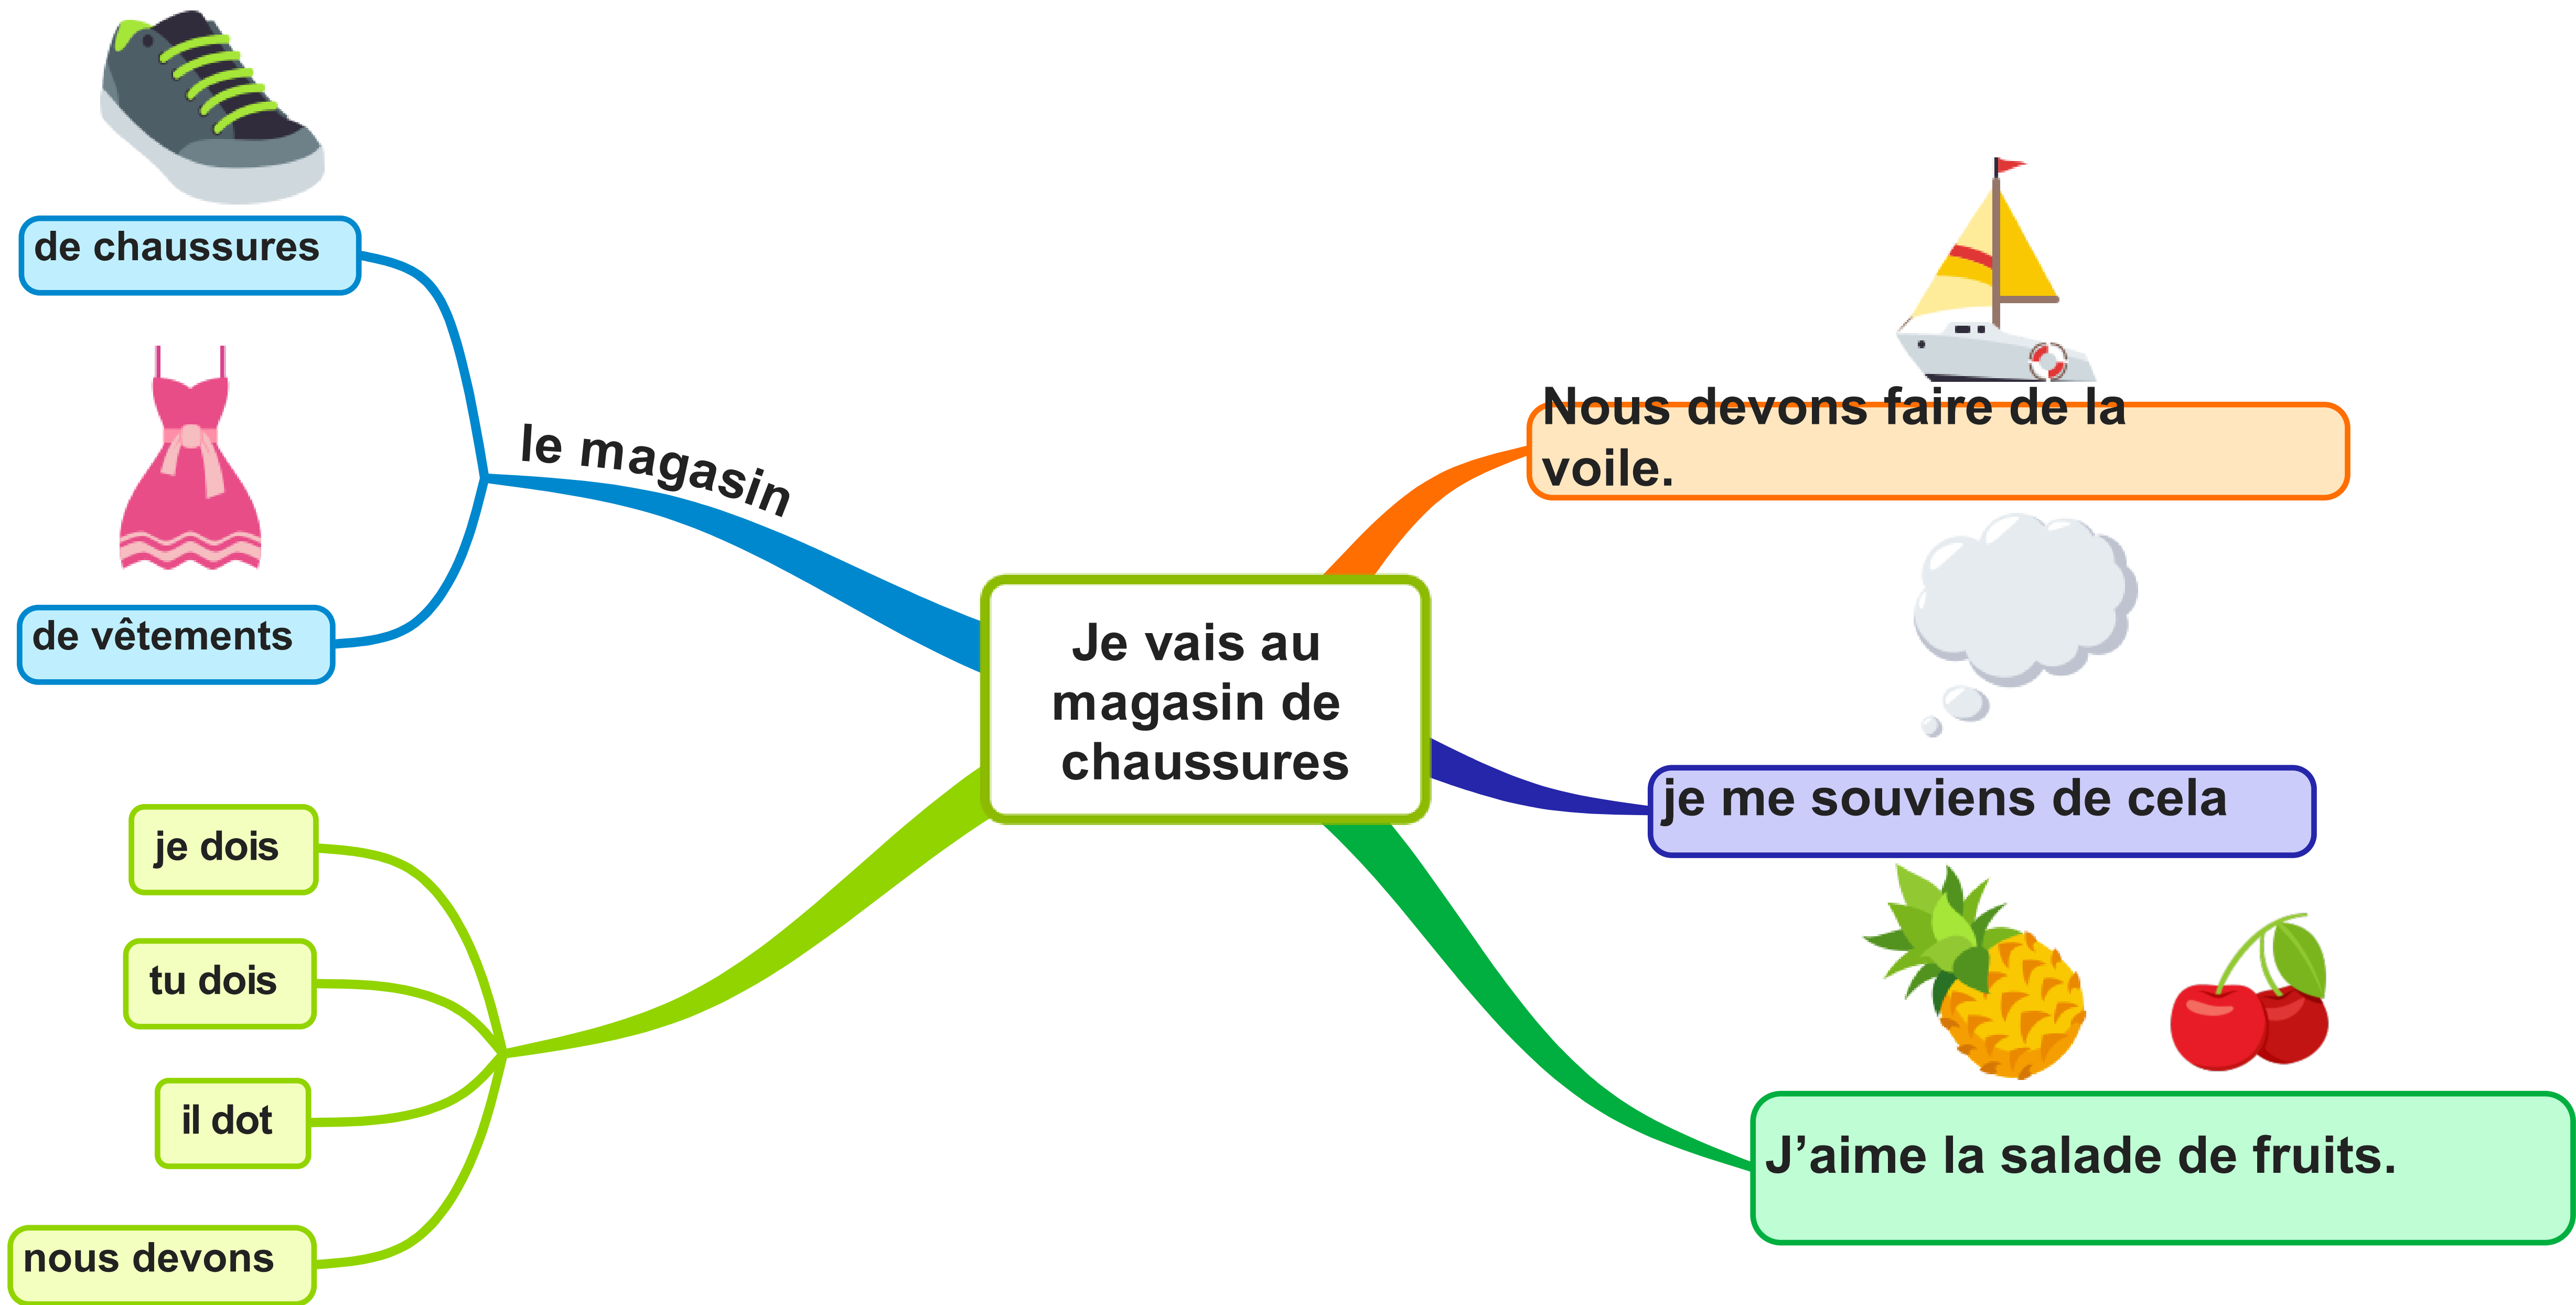 de chaussures
de vêtements
le magasin
je dois
tu dois
il dot
nous devons
Je vais au
magasin de
chaussures
Nous devons faire de la
voile.
je me souviens de cela
J’aime la salade de fruits.